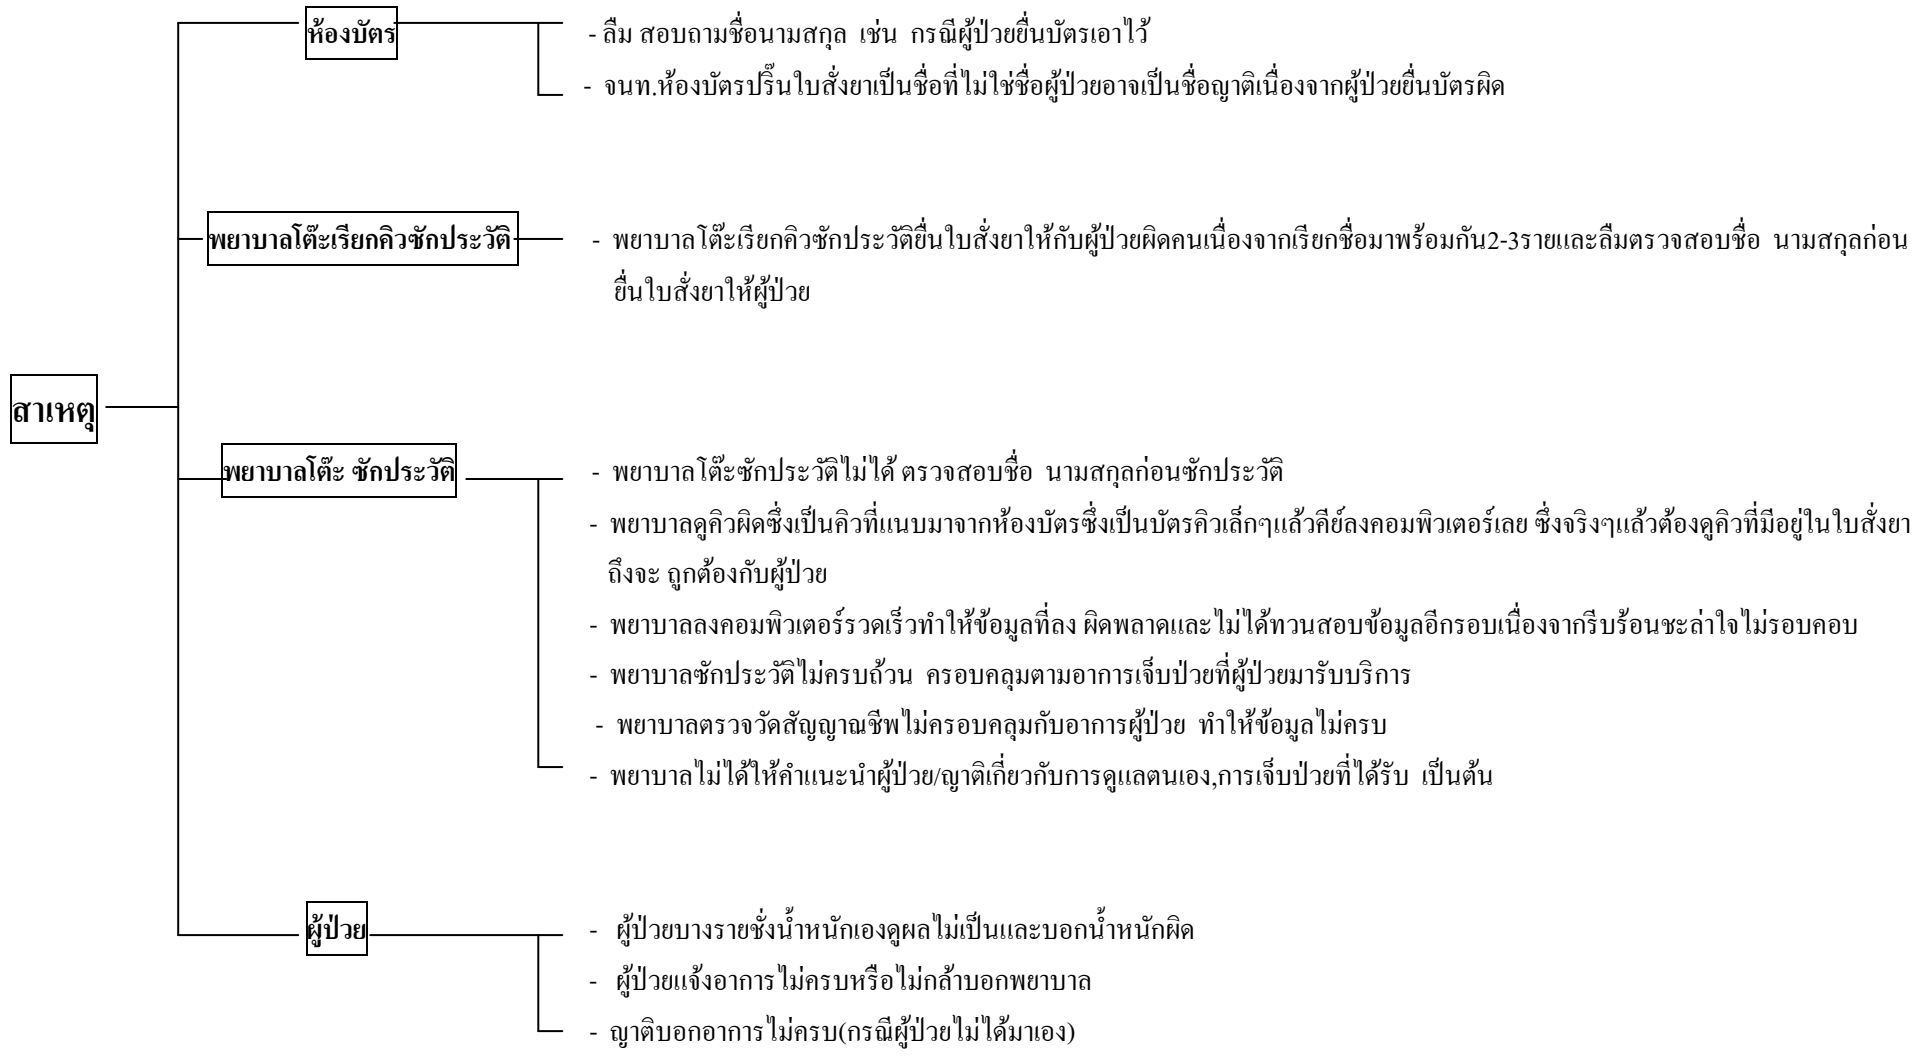 ห้องบัตร
- ลืม สอบถามชื่อนามสกุล เช่น กรณีผู้ป่วยยื่นบัตรเอาไว้
- จนท.ห้องบัตรปริ๊นใบสั่งยาเป็นชื่อที่ไม่ใช่ชื่อผู้ป่วยอาจเป็นชื่อญาติเนื่องจากผู้ป่วยยื่นบัตรผิด
พยาบาลโต๊ะเรียกคิวซักประวัติ
- พยาบาลโต๊ะเรียกคิวซักประวัติยื่นใบสั่งยาให้กับผู้ป่วยผิดคนเนื่องจากเรียกชื่อมาพร้อมกัน2-3รายและลืมตรวจสอบชื่อ นามสกุลก่อน
ยื่นใบสั่งยาให้ผู้ป่วย
สาเหตุ
พยาบาลโต๊ะ ซักประวัติ
- พยาบาลโต๊ะซักประวัติไม่ได้ ตรวจสอบชื่อ นามสกุลก่อนซักประวัติ
- พยาบาลดูคิวผิดซึ่งเป็นคิวที่แนบมาจากห้องบัตรซึ่งเป็นบัตรคิวเล็กๆแล้วคีย์ลงคอมพิวเตอร์เลย ซึ่งจริงๆแล้วต้องดูคิวที่มีอยู่ในใบสั่งยา
ถึงจะ ถูกต้องกับผู้ป่วย
- พยาบาลลงคอมพิวเตอร์รวดเร็วทำให้ข้อมูลที่ลง ผิดพลาดและไม่ได้ทวนสอบข้อมูลอีกรอบเนื่องจากรีบร้อนชะล่าใจไม่รอบคอบ
- พยาบาลซักประวัติไม่ครบถ้วน ครอบคลุมตามอาการเจ็บป่วยที่ผู้ป่วยมารับบริการ
- พยาบาลตรวจวัดสัญญาณชีพไม่ครอบคลุมกับอาการผู้ป่วย ทำให้ข้อมูลไม่ครบ
- พยาบาลไม่ได้ให้คำแนะนำผู้ป่วย/ญาติเกี่ยวกับการดูแลตนเอง,การเจ็บป่วยที่ได้รับ เป็นต้น
ผู้ป่วย
- ผู้ป่วยบางรายชั่งน้ำหนักเองดูผลไม่เป็นและบอกน้ำหนักผิด
- ผู้ป่วยแจ้งอาการไม่ครบหรือไม่กล้าบอกพยาบาล
- ญาติบอกอาการไม่ครบ(กรณีผู้ป่วยไม่ได้มาเอง)